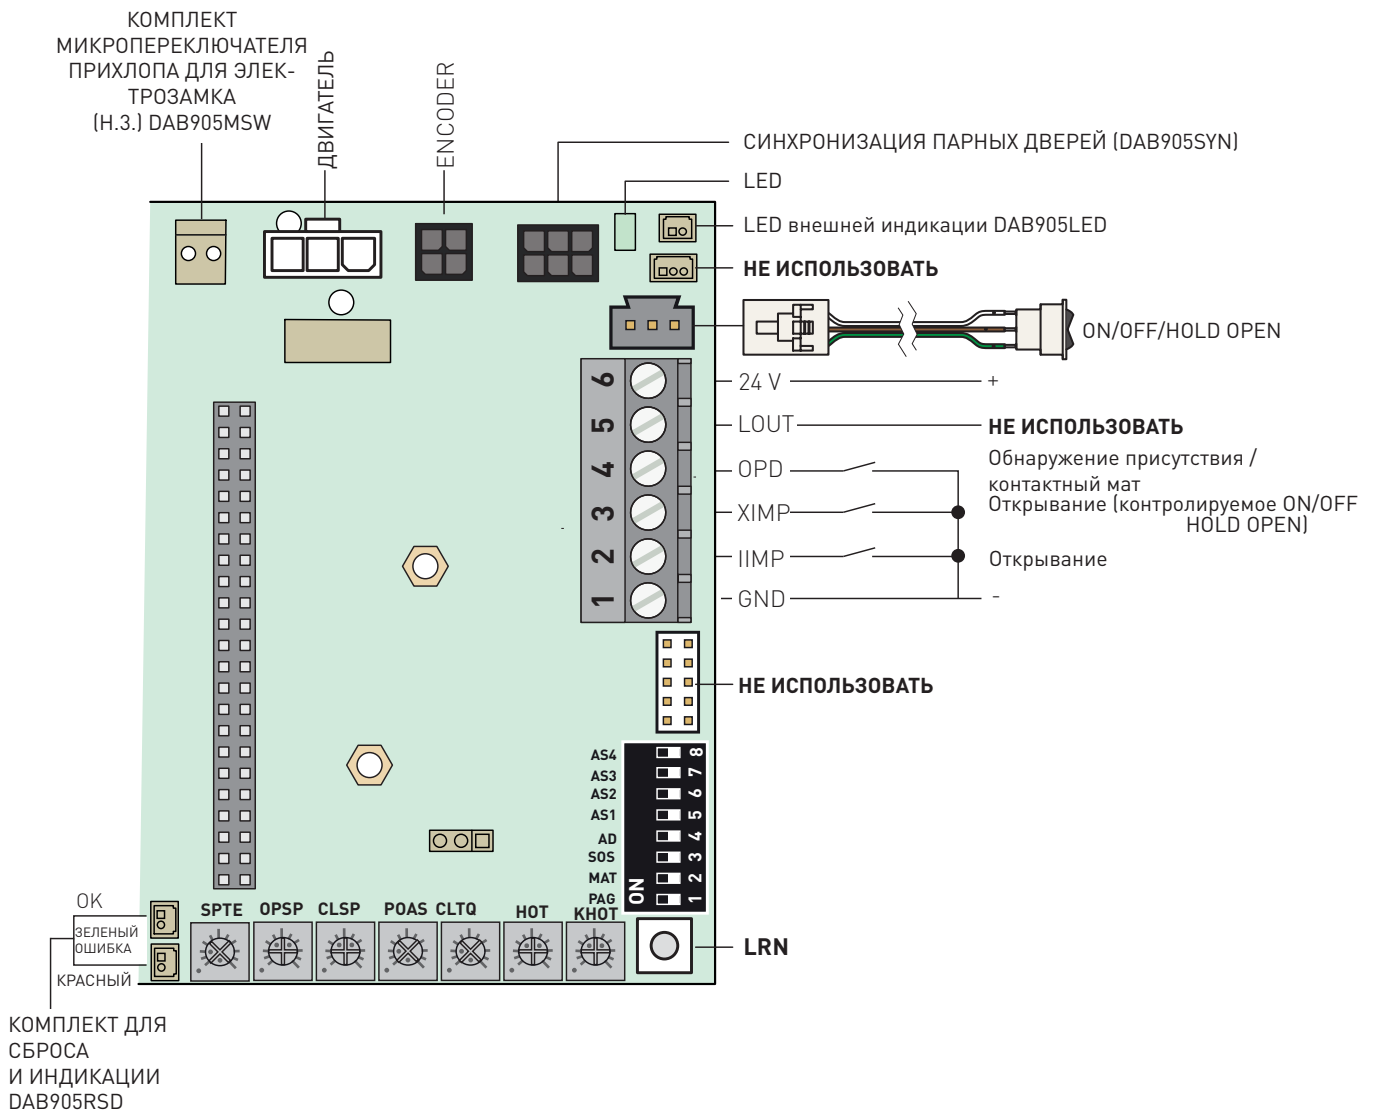 КОМПЛЕКТ
МИКРОПЕРЕКЛЮЧАТЕЛЯ
ПРИХЛОПА ДЛЯ ЭЛЕК-
ТРОЗАМКА
(Н.З.) DAB905MSW
ДВИГАТЕЛЬ
ENCODER
СИНХРОНИЗАЦИЯ ПАРНЫХ ДВЕРЕЙ (DAB905SYN)
LED
LED внешней индикации DAB905LED
НЕ ИСПОЛЬЗОВАТЬ
ON/OFF/HOLD OPEN
6 24 V +
5 LOUT НЕ ИСПОЛЬЗОВАТЬ
4 OPD Обнаружение присутствия /
контактный мат
3 XIMP Открывание (контролируемое ON/OFF
HOLD OPEN)
2 IIMP Открывание
1 GND -
НЕ ИСПОЛЬЗОВАТЬ
AS4 8
AS3 7
AS2 6
AS1 5
AD 4
SOS 3
MAT 2
PAG ON 1
OK
ЗЕЛЕНЫЙ
ОШИБКА
КРАСНЫЙ
SPTE OPSP CLSP POAS CLTQ HOT KHOT
LRN
КОМПЛЕКТ ДЛЯ
СБРОСА
И ИНДИКАЦИИ
DAB905RSD